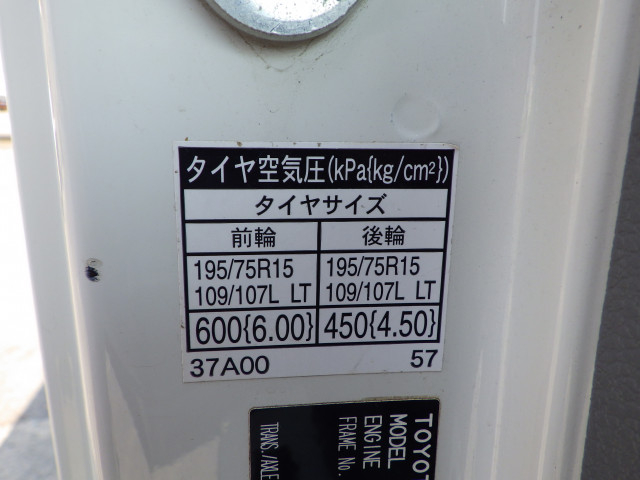 タイヤ空気圧(kPa{kg/cm²})
タイヤサイズ
前輪 後輪
195/75R15 195/75R15
109/107L LT 109/107L LT
600{6.00} 450{4.50}
37A00 57
TOYOT
MODEL
ENGINE
FRAME No.
TRANS./AXLE